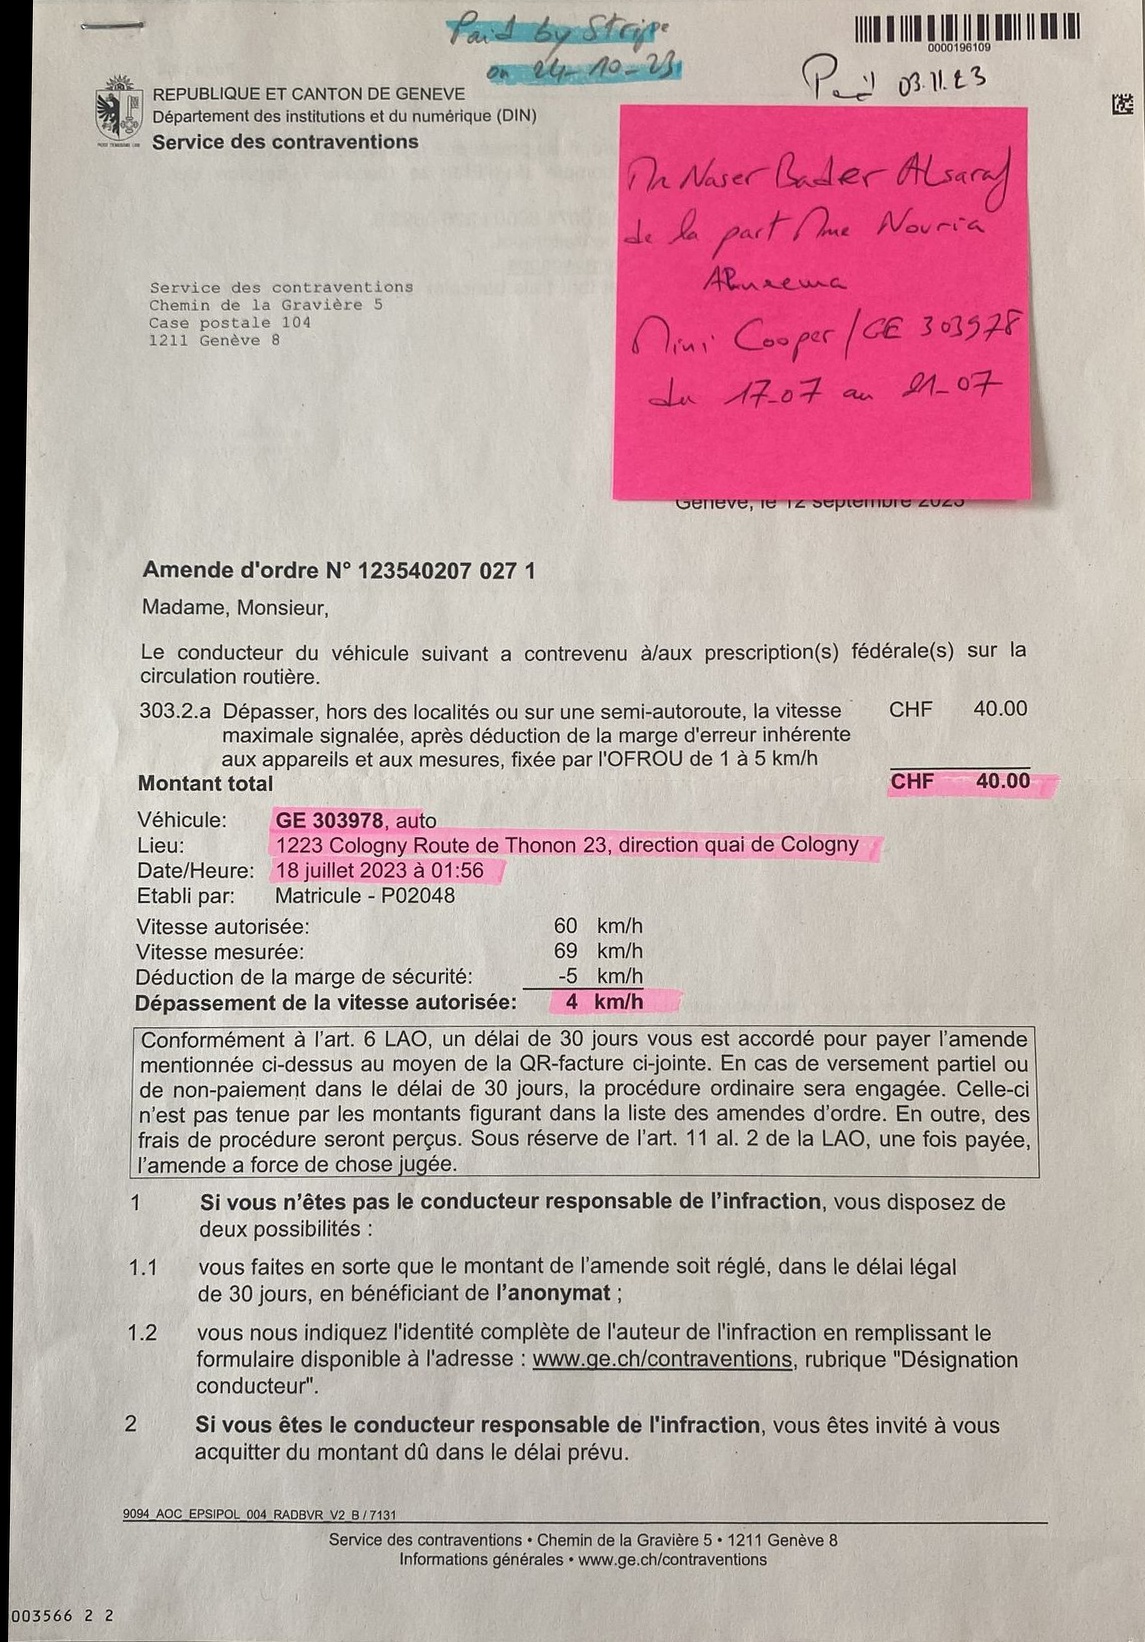 Paid by Stripe
on 24-10-23
0000196109
Paid 03.11.23
REPUBLIQUE ET CANTON DE GENEVE
Département des institutions et du numérique (DIN)
Service des contraventions
Mr Naser Bader ALsaraf
de la part Mme Nouria
Mini Cooper / GE 303978
du 17-07 au 21-07
Service des contraventions
Chemin de la Gravière 5
Case postale 104
1211 Genève 8
Genève, le 12 septembre 2023
Amende d'ordre N° 123540207 027 1
Madame, Monsieur,
Le conducteur du véhicule suivant a contrevenu à/aux prescription(s) fédérale(s) sur la
circulation routière.
303.2.a Dépasser, hors des localités ou sur une semi-autoroute, la vitesse CHF 40.00
maximale signalée, après déduction de la marge d'erreur inhérente
aux appareils et aux mesures, fixée par l'OFROU de 1 à 5 km/h
Montant total CHF 40.00
Véhicule: GE 303978, auto
Lieu: 1223 Cologny Route de Thonon 23, direction quai de Cologny
Date/Heure: 18 juillet 2023 à 01:56
Etabli par: Matricule - P02048
Vitesse autorisée: 60 km/h
Vitesse mesurée: 69 km/h
Déduction de la marge de sécurité: -5 km/h
Dépassement de la vitesse autorisée: 4 km/h
Conformément à l'art. 6 LAO, un délai de 30 jours vous est accordé pour payer l'amende
mentionnée ci-dessus au moyen de la QR-facture ci-jointe. En cas de versement partiel ou
de non-paiement dans le délai de 30 jours, la procédure ordinaire sera engagée. Celle-ci
n'est pas tenue par les montants figurant dans la liste des amendes d'ordre. En outre, des
frais de procédure seront perçus. Sous réserve de l'art. 11 al. 2 de la LAO, une fois payée,
l'amende a force de chose jugée.
1 Si vous n'êtes pas le conducteur responsable de l'infraction, vous disposez de
deux possibilités :
1.1 vous faites en sorte que le montant de l'amende soit réglé, dans le délai légal
de 30 jours, en bénéficiant de l'anonymat ;
1.2 vous nous indiquez l'identité complète de l'auteur de l'infraction en remplissant le
formulaire disponible à l'adresse : www.ge.ch/contraventions, rubrique "Désignation
conducteur".
2 Si vous êtes le conducteur responsable de l'infraction, vous êtes invité à vous
acquitter du montant dû dans le délai prévu.
9094_AOC_EPSIPOL_004_RADBVR_V2_B / 7131
Service des contraventions • Chemin de la Gravière 5 • 1211 Genève 8
Informations générales • www.ge.ch/contraventions
003566 2 2